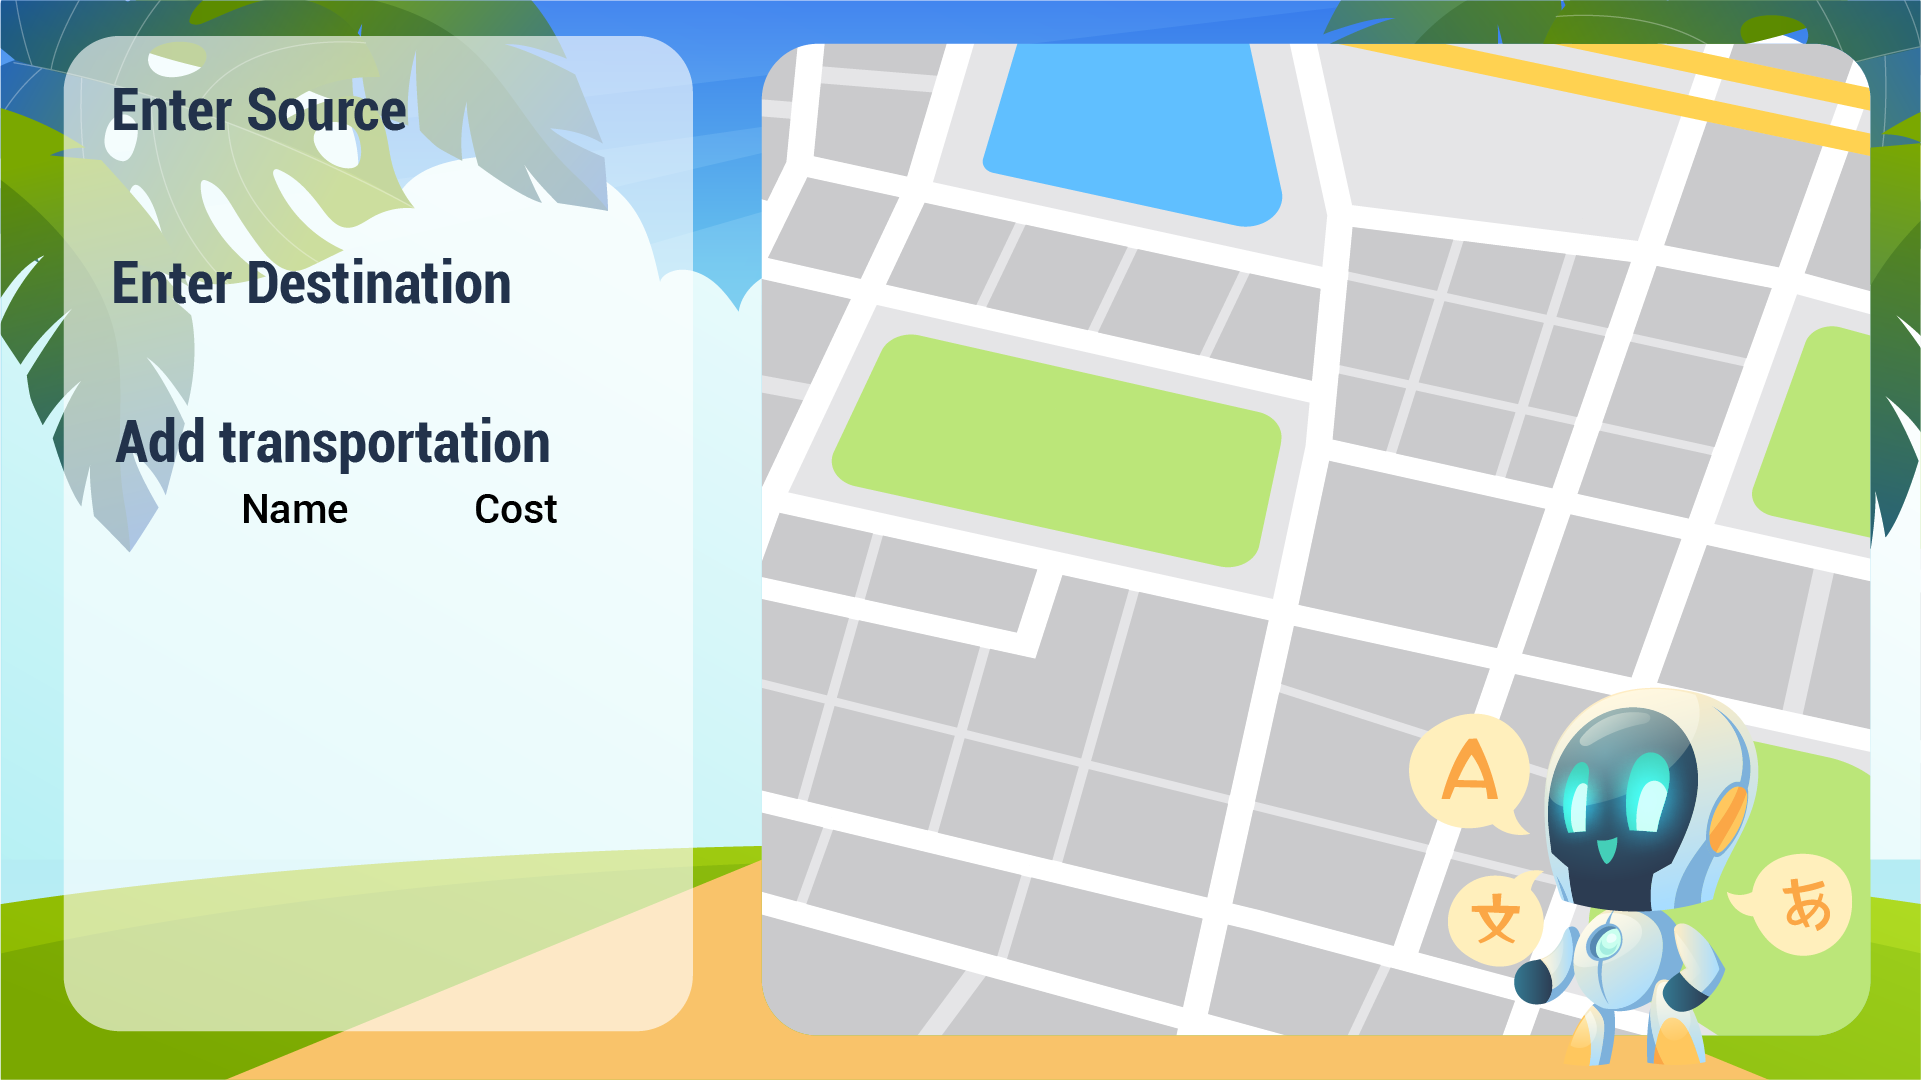 Enter Source
Enter Destination
Add transportation
Name Cost
A
文
あ